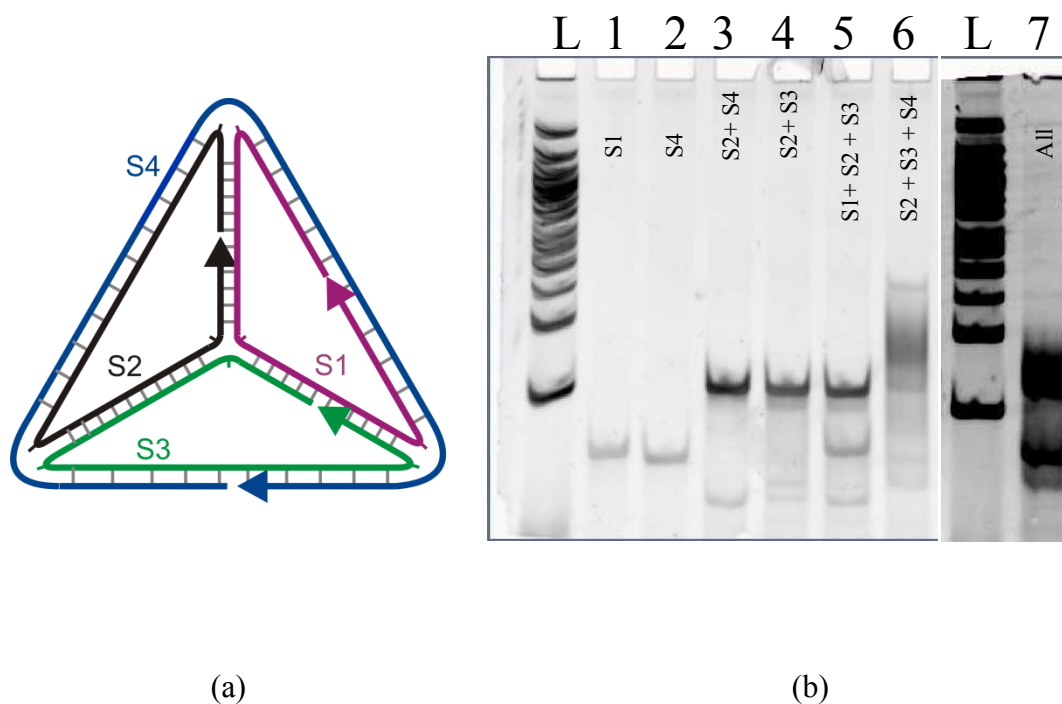 S4
S2
S1
S3
(a)
L 1 2 3 4 5 6 L 7
S1
S4
S2+ S4
S2+ S3
S1+ S2 + S3
S2 + S3 + S4
All
(b)